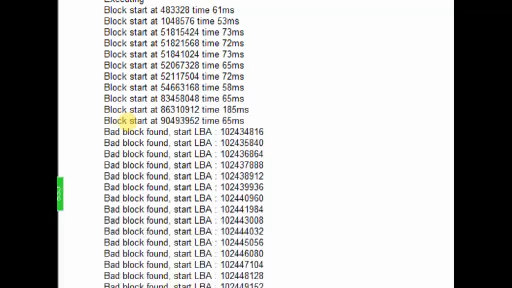 Executing
Block start at 483328 time 61ms
Block start at 1048576 time 53ms
Block start at 51815424 time 73ms
Block start at 51821568 time 72ms
Block start at 51841024 time 73ms
Block start at 52067328 time 65ms
Block start at 52117504 time 72ms
Block start at 54663168 time 58ms
Block start at 83458048 time 65ms
Block start at 86310912 time 185ms
Block start at 90493952 time 65ms
Bad block found, start LBA : 102434816
Bad block found, start LBA : 102435840
Bad block found, start LBA : 102436864
Bad block found, start LBA : 102437888
Bad block found, start LBA : 102438912
Bad block found, start LBA : 102439936
Bad block found, start LBA : 102440960
Bad block found, start LBA : 102441984
Bad block found, start LBA : 102443008
Bad block found, start LBA : 102444032
Bad block found, start LBA : 102445056
Bad block found, start LBA : 102446080
Bad block found, start LBA : 102447104
Bad block found, start LBA : 102448128
Bad block found, start LBA : 102449152